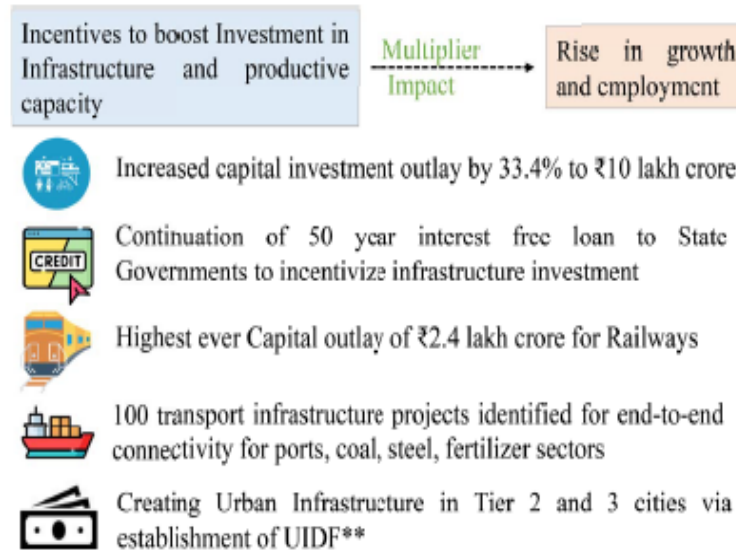 Incentives to boost Investment in
Infrastructure and productive
capacity
Multiplier
Impact
Rise in growth
and employment
Increased capital investment outlay by 33.4% to ₹10 lakh crore
CREDIT
Continuation of 50 year interest free loan to State
Governments to incentivize infrastructure investment
Highest ever Capital outlay of ₹2.4 lakh crore for Railways
100 transport infrastructure projects identified for end-to-end
connectivity for ports, coal, steel, fertilizer sectors
Creating Urban Infrastructure in Tier 2 and 3 cities via
establishment of UIDF**